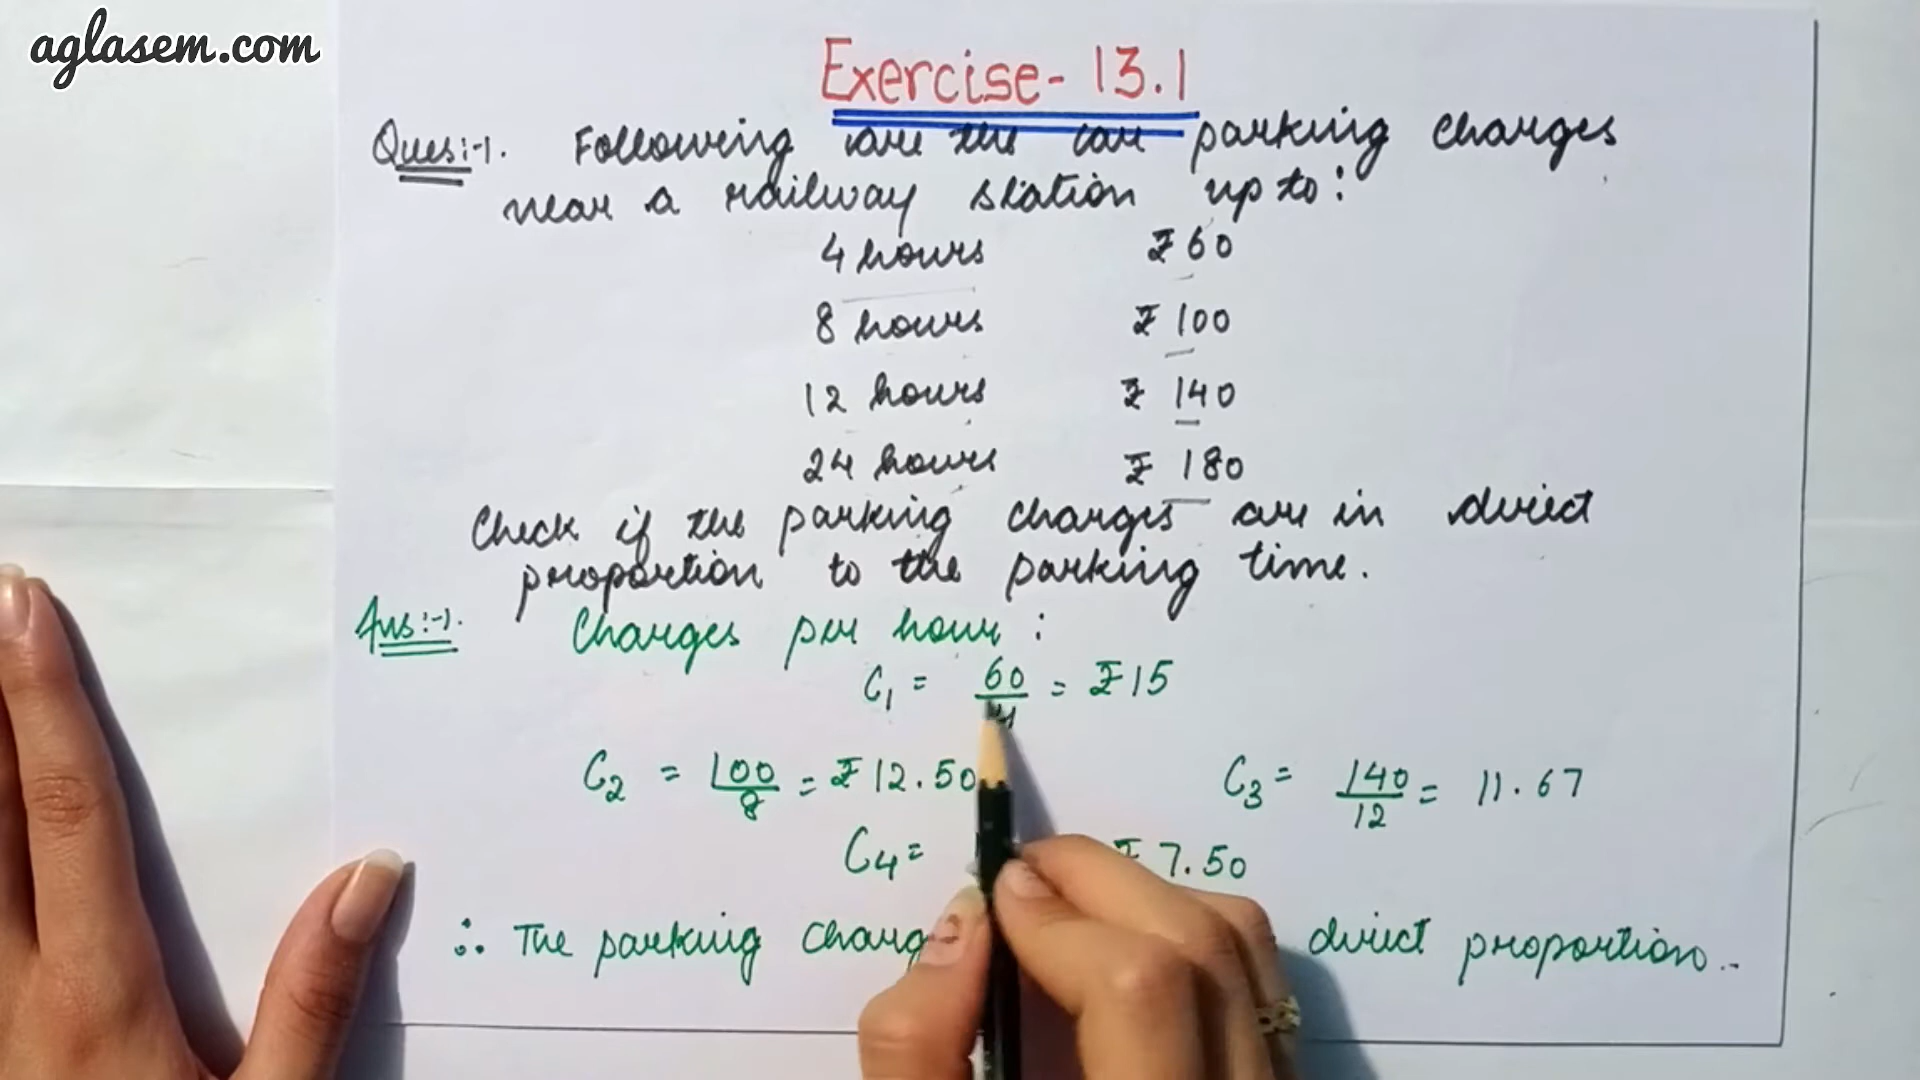 aglasem.com
Exercise- 13.1
Ques:-1. Following are the car parking charges
near a railway station up to:
4 hours ₹ 60
8 hours ₹ 100
12 hours ₹ 140
24 hours ₹ 180
Check if the parking charges are in direct
proportion to the parking time.
Ans:-1. Charges per hour:
C1 = 60/4 = ₹15
C2 = 100/8 = ₹12.50 C3 = 140/12 = 11.67
C4 = ₹ 7.50
∴ The parking direct proportion..